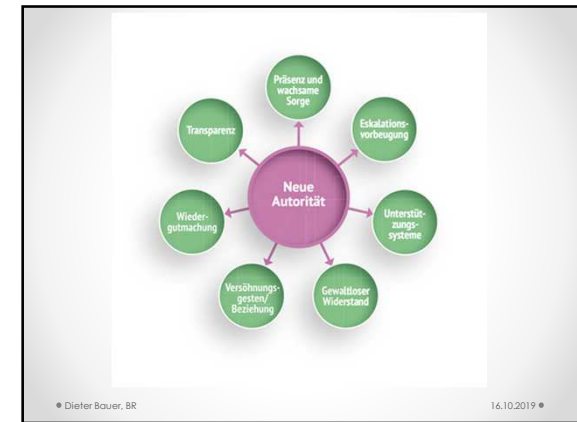 Präsenz und
wachsame
Sorge
Eskalations-
vorbeugung
Unterstüt-
zungs-
systeme
Gewaltloser
Widerstand
Versöhnungs-
gesten/
Beziehung
Wieder-
gutmachung
Transparenz
Neue
Autorität
Dieter Bauer, BR
16.10.2019